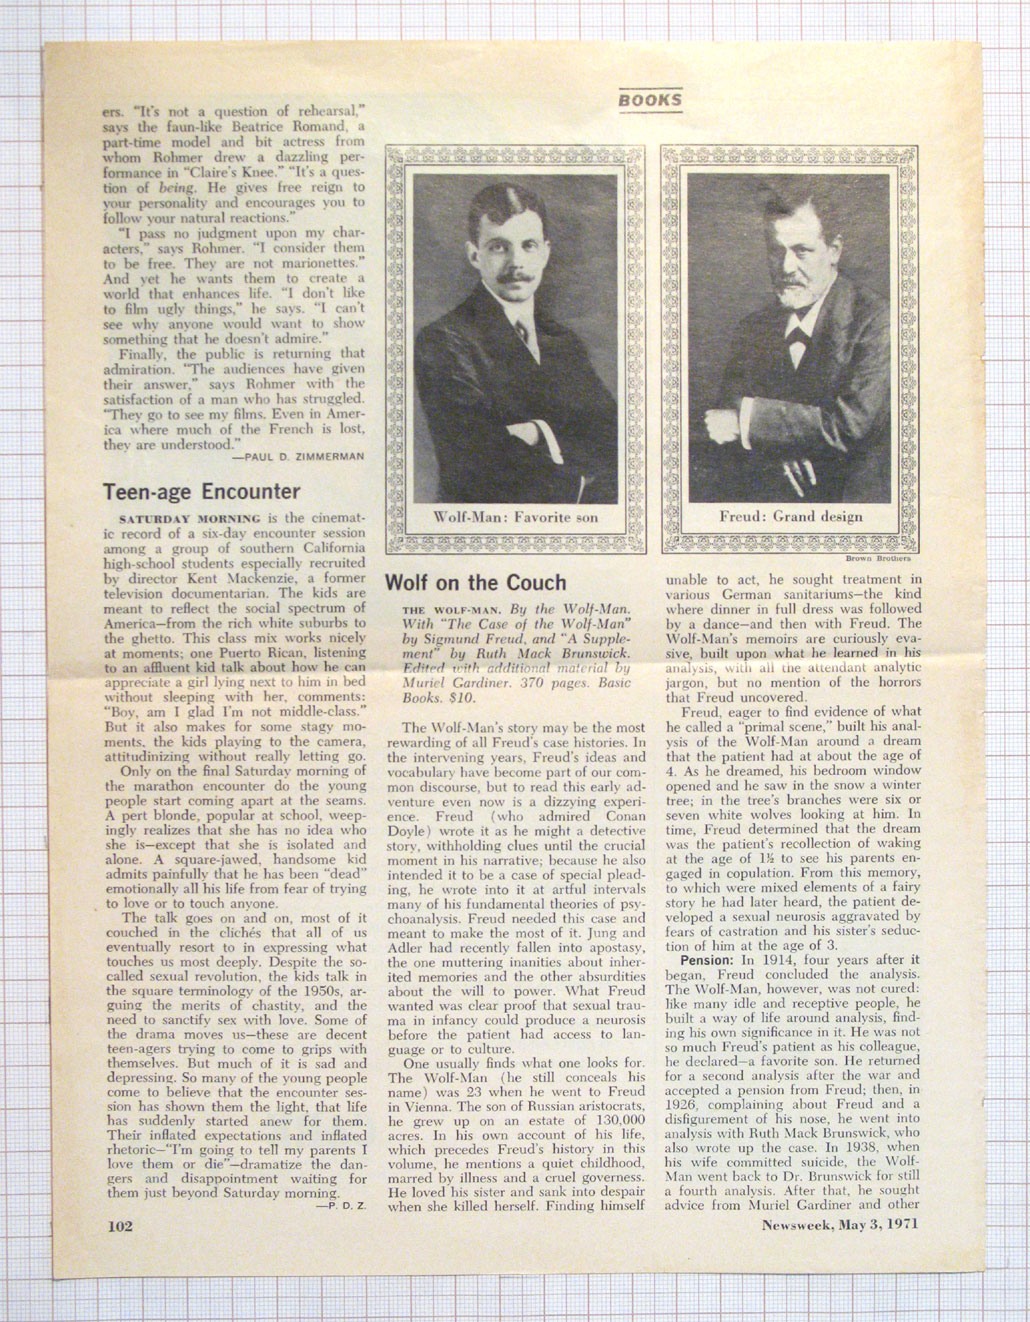 BOOKS
ers. "It's not a question of rehearsal,"
says the faun-like Beatrice Romand, a
part-time model and bit actress from
whom Rohmer drew a dazzling per-
formance in "Claire's Knee." "It's a ques-
tion of being. He gives free reign to
your personality and encourages you to
follow your natural reactions."
"I pass no judgment upon my char-
acters," says Rohmer. "I consider them
to be free. They are not marionettes."
And yet he wants them to create a
world that enhances life. "I don't like
to film ugly things," he says. "I can't
see why anyone would want to show
something that he doesn't admire."
Finally, the public is returning that
admiration. "The audiences have given
their answer," says Rohmer with the
satisfaction of a man who has struggled.
"They go to see my films. Even in Amer-
ica where much of the French is lost,
they are understood."
—PAUL D. ZIMMERMAN
Teen-age Encounter
SATURDAY MORNING is the cinemat-
ic record of a six-day encounter session
among a group of southern California
high-school students especially recruited
by director Kent Mackenzie, a former
television documentarian. The kids are
meant to reflect the social spectrum of
America—from the rich white suburbs to
the ghetto. This class mix works nicely
at moments; one Puerto Rican, listening
to an affluent kid talk about how he can
appreciate a girl lying next to him in bed
without sleeping with her, comments:
"Boy, am I glad I'm not middle-class."
But it also makes for some stagy mo-
ments, the kids playing to the camera,
attitudinizing without really letting go.
Only on the final Saturday morning of
the marathon encounter do the young
people start coming apart at the seams.
A pert blonde, popular at school, weep-
ingly realizes that she has no idea who
she is—except that she is isolated and
alone. A square-jawed, handsome kid
admits painfully that he has been "dead"
emotionally all his life from fear of trying
to love or to touch anyone.
The talk goes on and on, most of it
couched in the clichés that all of us
eventually resort to in expressing what
touches us most deeply. Despite the so-
called sexual revolution, the kids talk in
the square terminology of the 1950s, ar-
guing the merits of chastity, and the
need to sanctify sex with love. Some of
the drama moves us—these are decent
teen-agers trying to come to grips with
themselves. But much of it is sad and
depressing. So many of the young people
come to believe that the encounter ses-
sion has shown them the light, that life
has suddenly started anew for them.
Their inflated expectations and inflated
rhetoric—"I'm going to tell my parents I
love them or die"—dramatize the dan-
gers and disappointment waiting for
them just beyond Saturday morning.
—P. D. Z.
Wolf-Man: Favorite son
Freud: Grand design
Brown Brothers
Wolf on the Couch
THE WOLF-MAN. By the Wolf-Man.
With "The Case of the Wolf-Man"
by Sigmund Freud, and "A Supple-
ment" by Ruth Mack Brunswick.
Edited with additional material by
Muriel Gardiner. 370 pages. Basic
Books. $10.
The Wolf-Man's story may be the most
rewarding of all Freud's case histories. In
the intervening years, Freud's ideas and
vocabulary have become part of our com-
mon discourse, but to read this early ad-
venture even now is a dizzying experi-
ence. Freud (who admired Conan
Doyle) wrote it as he might a detective
story, withholding clues until the crucial
moment in his narrative; because he also
intended it to be a case of special plead-
ing, he wrote into it at artful intervals
many of his fundamental theories of psy-
choanalysis. Freud needed this case and
meant to make the most of it. Jung and
Adler had recently fallen into apostasy,
the one muttering inanities about inher-
ited memories and the other absurdities
about the will to power. What Freud
wanted was clear proof that sexual trau-
ma in infancy could produce a neurosis
before the patient had access to lan-
guage or to culture.
One usually finds what one looks for.
The Wolf-Man (he still conceals his
name) was 23 when he went to Freud
in Vienna. The son of Russian aristocrats,
he grew up on an estate of 130,000
acres. In his own account of his life,
which precedes Freud's history in this
volume, he mentions a quiet childhood,
marred by illness and a cruel governess.
He loved his sister and sank into despair
when she killed herself. Finding himself
unable to act, he sought treatment in
various German sanitariums—the kind
where dinner in full dress was followed
by a dance—and then with Freud. The
Wolf-Man's memoirs are curiously eva-
sive, built upon what he learned in his
analysis, with all the attendant analytic
jargon, but no mention of the horrors
that Freud uncovered.
Freud, eager to find evidence of what
he called a "primal scene," built his anal-
ysis of the Wolf-Man around a dream
that the patient had at about the age of
4. As he dreamed, his bedroom window
opened and he saw in the snow a winter
tree; in the tree's branches were six or
seven white wolves looking at him. In
time, Freud determined that the dream
was the patient's recollection of waking
at the age of 1½ to see his parents en-
gaged in copulation. From this memory,
to which were mixed elements of a fairy
story he had later heard, the patient de-
veloped a sexual neurosis aggravated by
fears of castration and his sister's seduc-
tion of him at the age of 3.
Pension: In 1914, four years after it
began, Freud concluded the analysis.
The Wolf-Man, however, was not cured:
like many idle and receptive people, he
built a way of life around analysis, find-
ing his own significance in it. He was not
so much Freud's patient as his colleague,
he declared—a favorite son. He returned
for a second analysis after the war and
accepted a pension from Freud; then, in
1926, complaining about Freud and a
disfigurement of his nose, he went into
analysis with Ruth Mack Brunswick, who
also wrote up the case. In 1938, when
his wife committed suicide, the Wolf-
Man went back to Dr. Brunswick for still
a fourth analysis. After that, he sought
advice from Muriel Gardiner and other
102
Newsweek, May 3, 1971